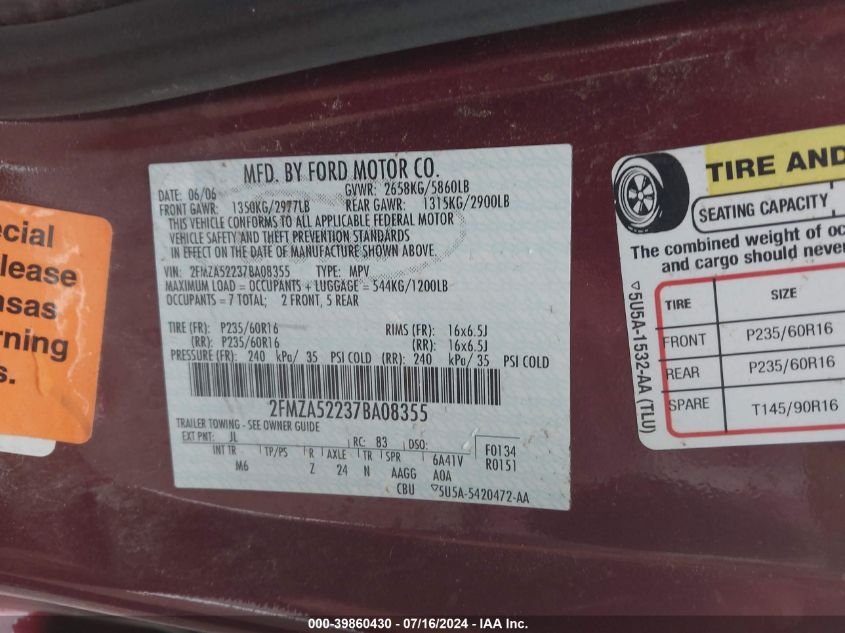 ecial
elease
nsas
rning
s.
MFD. BY FORD MOTOR CO.
DATE: 06/06 GVWR: 2658KG/5860LB
FRONT GAWR: 1350KG/2977LB REAR GAWR: 1315KG/2900LB
THIS VEHICLE CONFORMS TO ALL APPLICABLE FEDERAL MOTOR
VEHICLE SAFETY AND THEFT PREVENTION STANDARDS
IN EFFECT ON THE DATE OF MANUFACTURE SHOWN ABOVE.
VIN: 2FMZA52237BA08355 TYPE: MPV
MAXIMUM LOAD = OCCUPANTS + LUGGAGE = 544KG/1200LB
OCCUPANTS = 7 TOTAL; 2 FRONT, 5 REAR
TIRE (FR): P235/60R16 RIMS (FR): 16x6.5J
(RR): P235/60R16 (RR): 16x6.5J
PRESSURE (FR): 240 kPa/ 35 PSI COLD (RR): 240 kPa/ 35 PSI COLD
2FMZA52237BA08355
TRAILER TOWING - SEE OWNER GUIDE
EXT PNT: JL RC: 83 DSO: F0134
INT TR TP/PS R AXLE TR SPR 6A41V R0151
M6 Z 24 N AAGG A0A
CBU 5U5A-5420472-AA
TIRE AND
SEATING CAPACITY
The combined weight of oc
and cargo should never
TIRE SIZE
FRONT P235/60R16
REAR P235/60R16
SPARE T145/90R16
5U5A-1532-AA (TLU)
000-39860430 - 07/16/2024 - IAA Inc.